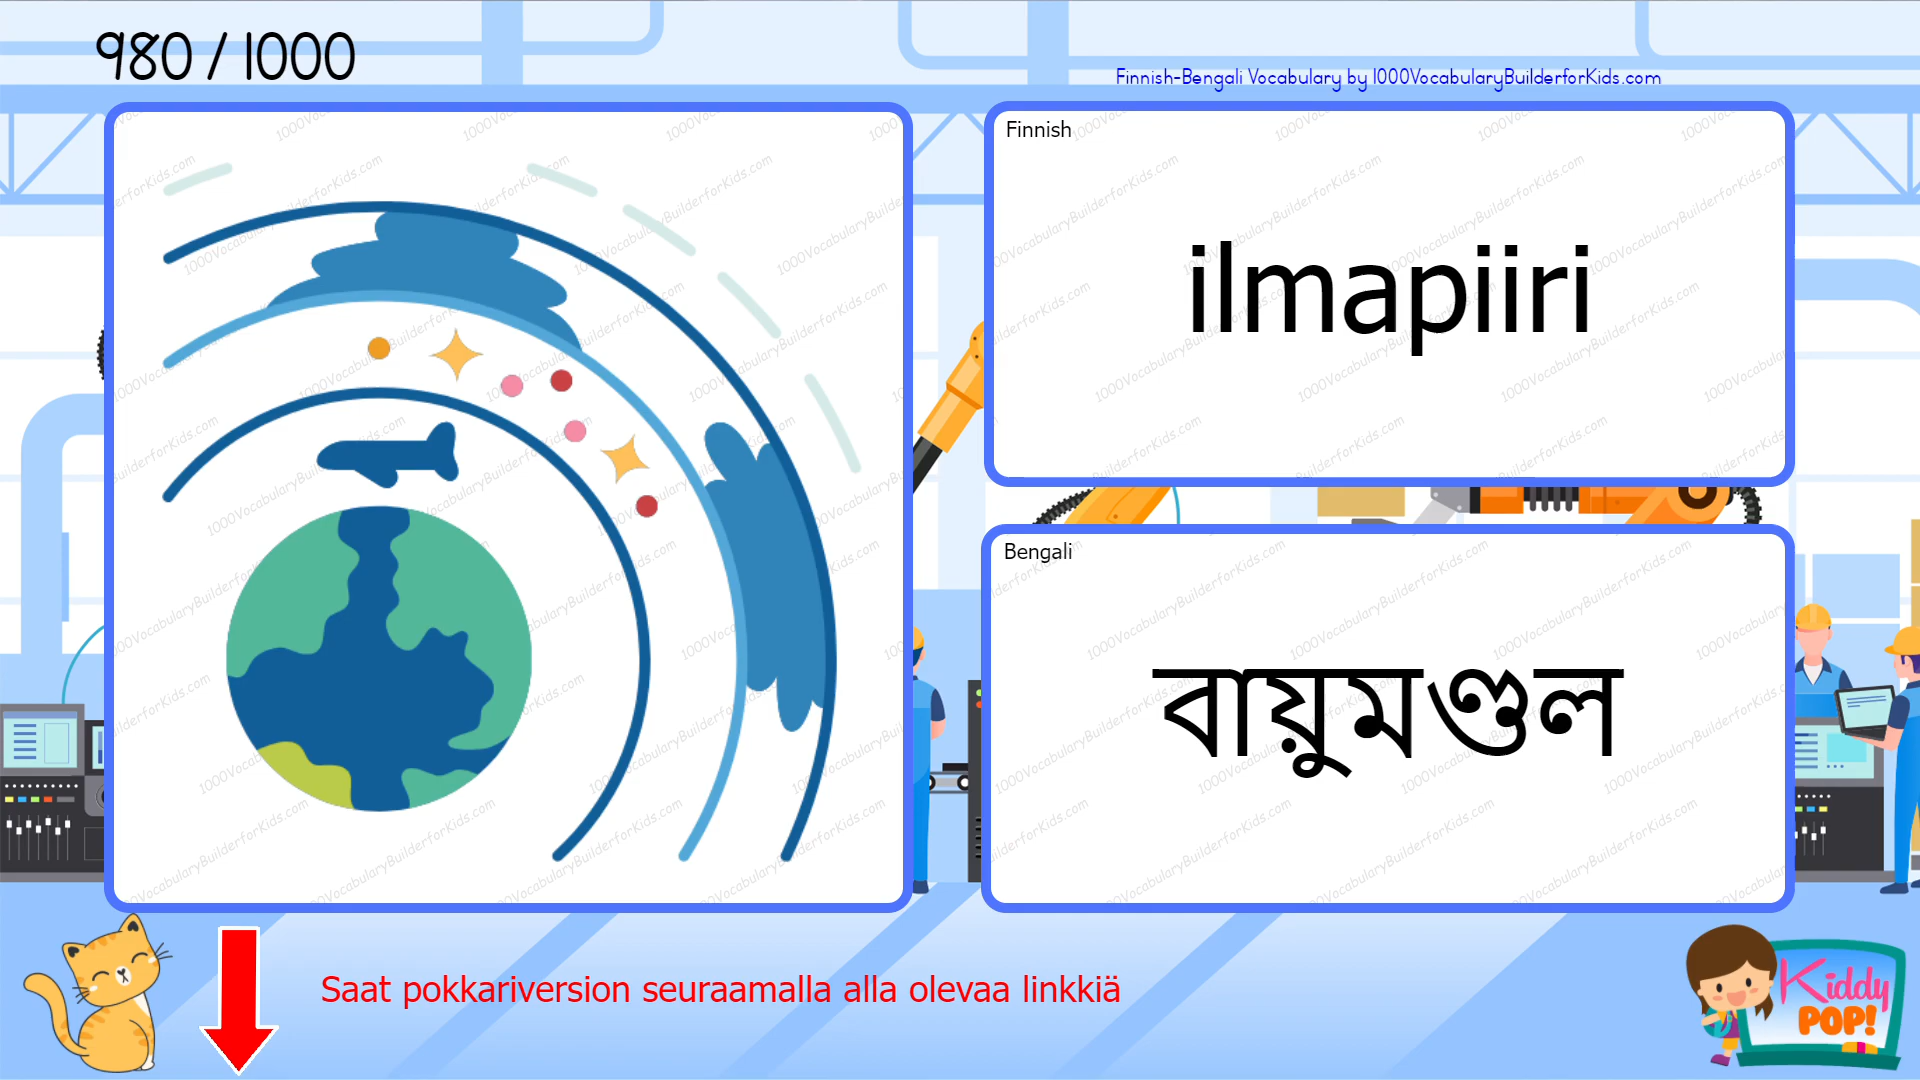 980 / 1000
Finnish-Bengali Vocabulary by 1000VocabularyBuilderforKids.com
Finnish
ilmapiiri
Bengali
বায়ুমণ্ডল
Saat pokkariversion seuraamalla alla olevaa linkkiä
Kiddy
POP!